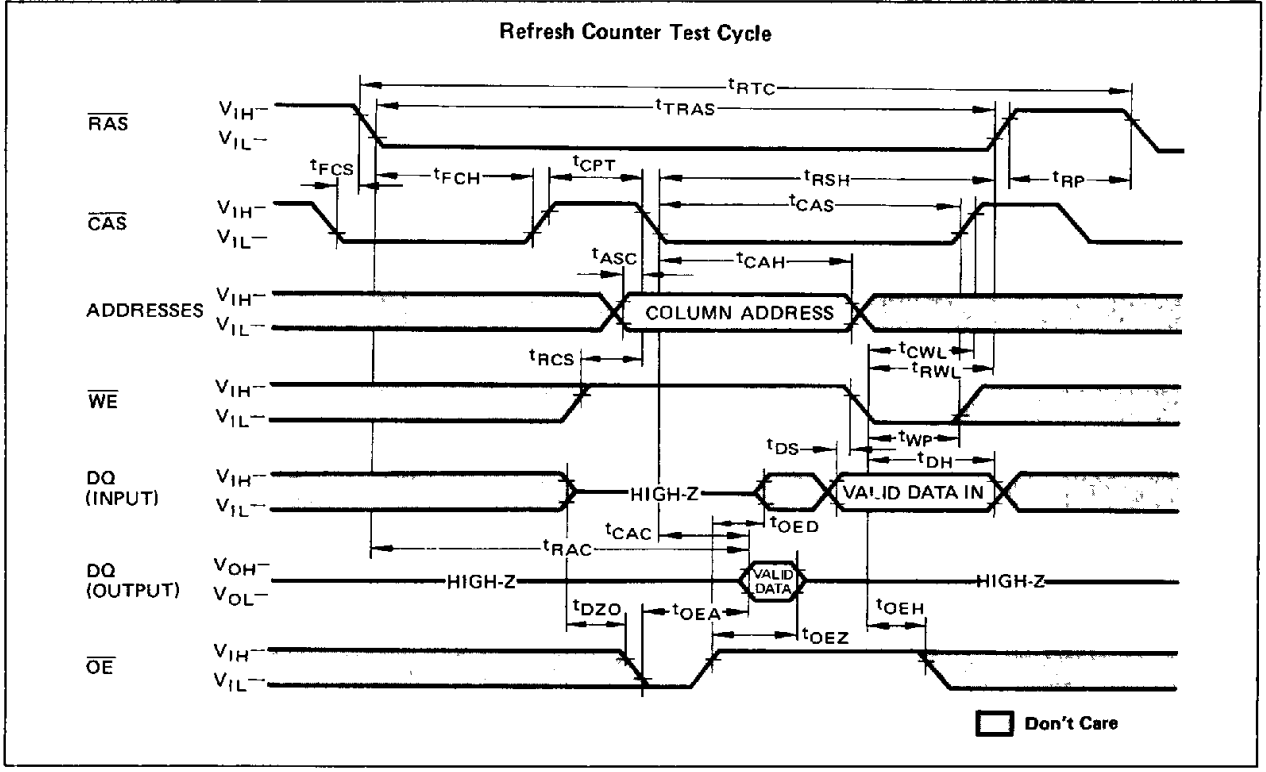 Refresh Counter Test Cycle
tRTC
RAS VIH
tTRAS
VIL
tFCS tFCH tCPT tRSH tRP
CAS VIH
tCAS
VIL
tASC tCAH
ADDRESSES VIH
COLUMN ADDRESS
VIL
tRCS tCWL
tRWL
WE VIH
VIL
tWP
tDS tDH
DQ (INPUT) VIH
HIGH-Z VALID DATA IN
VIL
tOED
tCAC
tRAC
DQ (OUTPUT) VOH
HIGH-Z VALID DATA HIGH-Z
VOL
tDZO tOEA tOEH
tOEZ
OE VIH
VIL
Don't Care